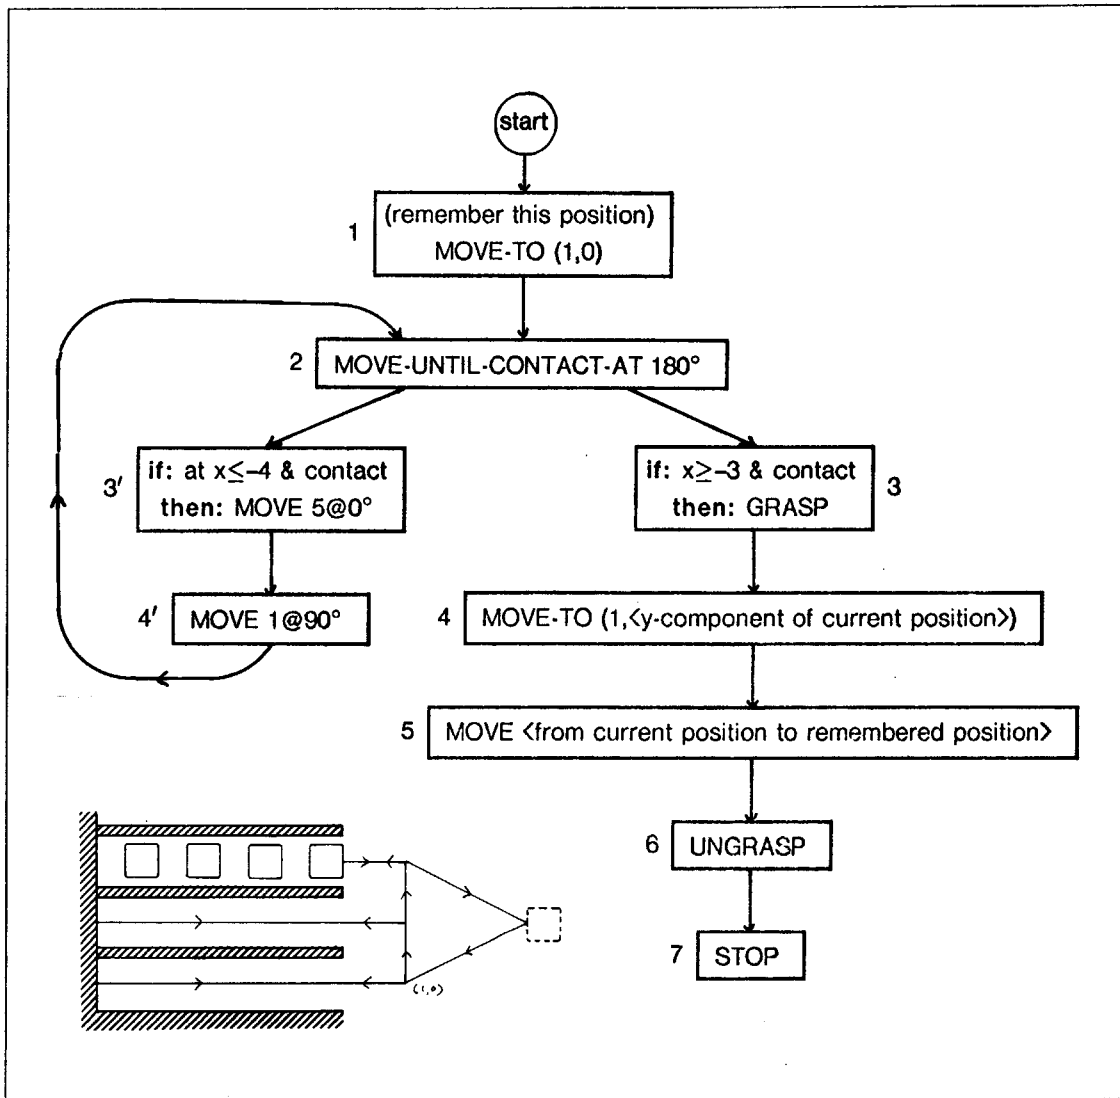 start
1
(remember this position)
MOVE-TO (1,0)
2
MOVE-UNTIL-CONTACT-AT 180°
3′
if: at x≤-4 & contact
then: MOVE 5@0°
if: x≥-3 & contact
then: GRASP
3
4′
MOVE 1@90°
4
MOVE-TO (1,<y-component of current position>)
5
MOVE <from current position to remembered position>
6
UNGRASP
7
STOP
(1,0)